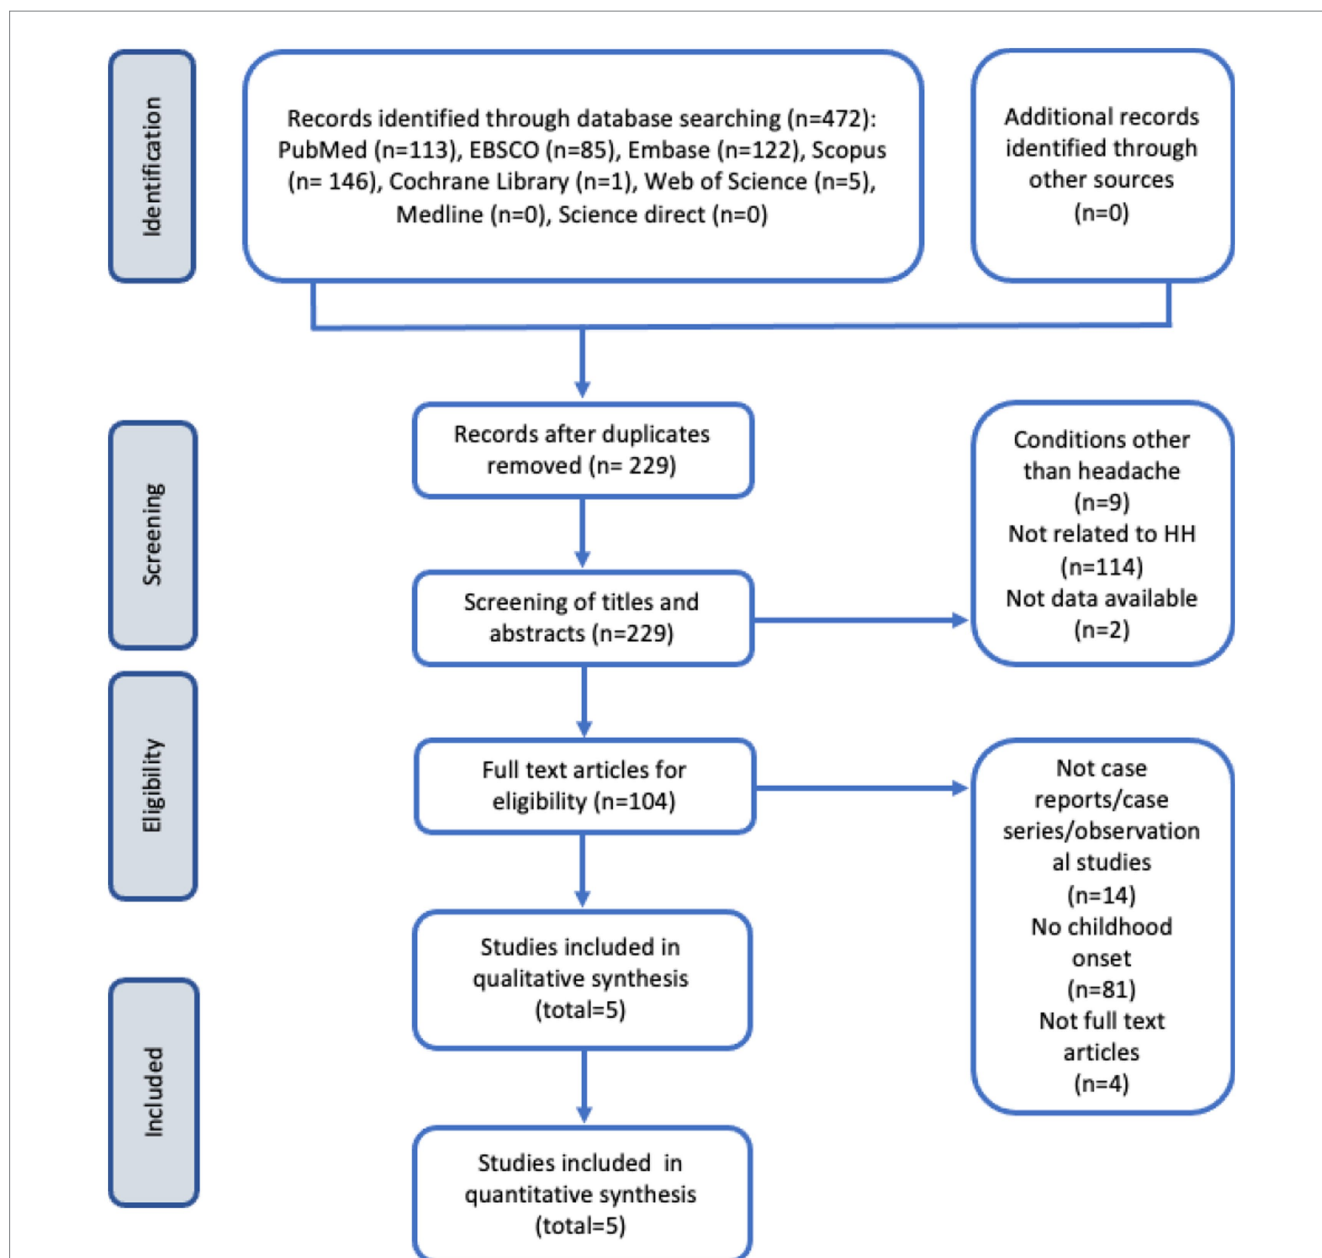 Identification
Records identified through database searching (n=472):
PubMed (n=113), EBSCO (n=85), Embase (n=122), Scopus
(n= 146), Cochrane Library (n=1), Web of Science (n=5),
Medline (n=0), Science direct (n=0)
Additional records
identified through
other sources
(n=0)
Screening
Records after duplicates
removed (n= 229)
Screening of titles and
abstracts (n=229)
Conditions other
than headache
(n=9)
Not related to HH
(n=114)
Not data available
(n=2)
Eligibility
Full text articles for
eligibility (n=104)
Not case
reports/case
series/observation
al studies
(n=14)
No childhood
onset
(n=81)
Not full text
articles
(n=4)
Included
Studies included in
qualitative synthesis
(total=5)
Studies included  in
quantitative synthesis
(total=5)